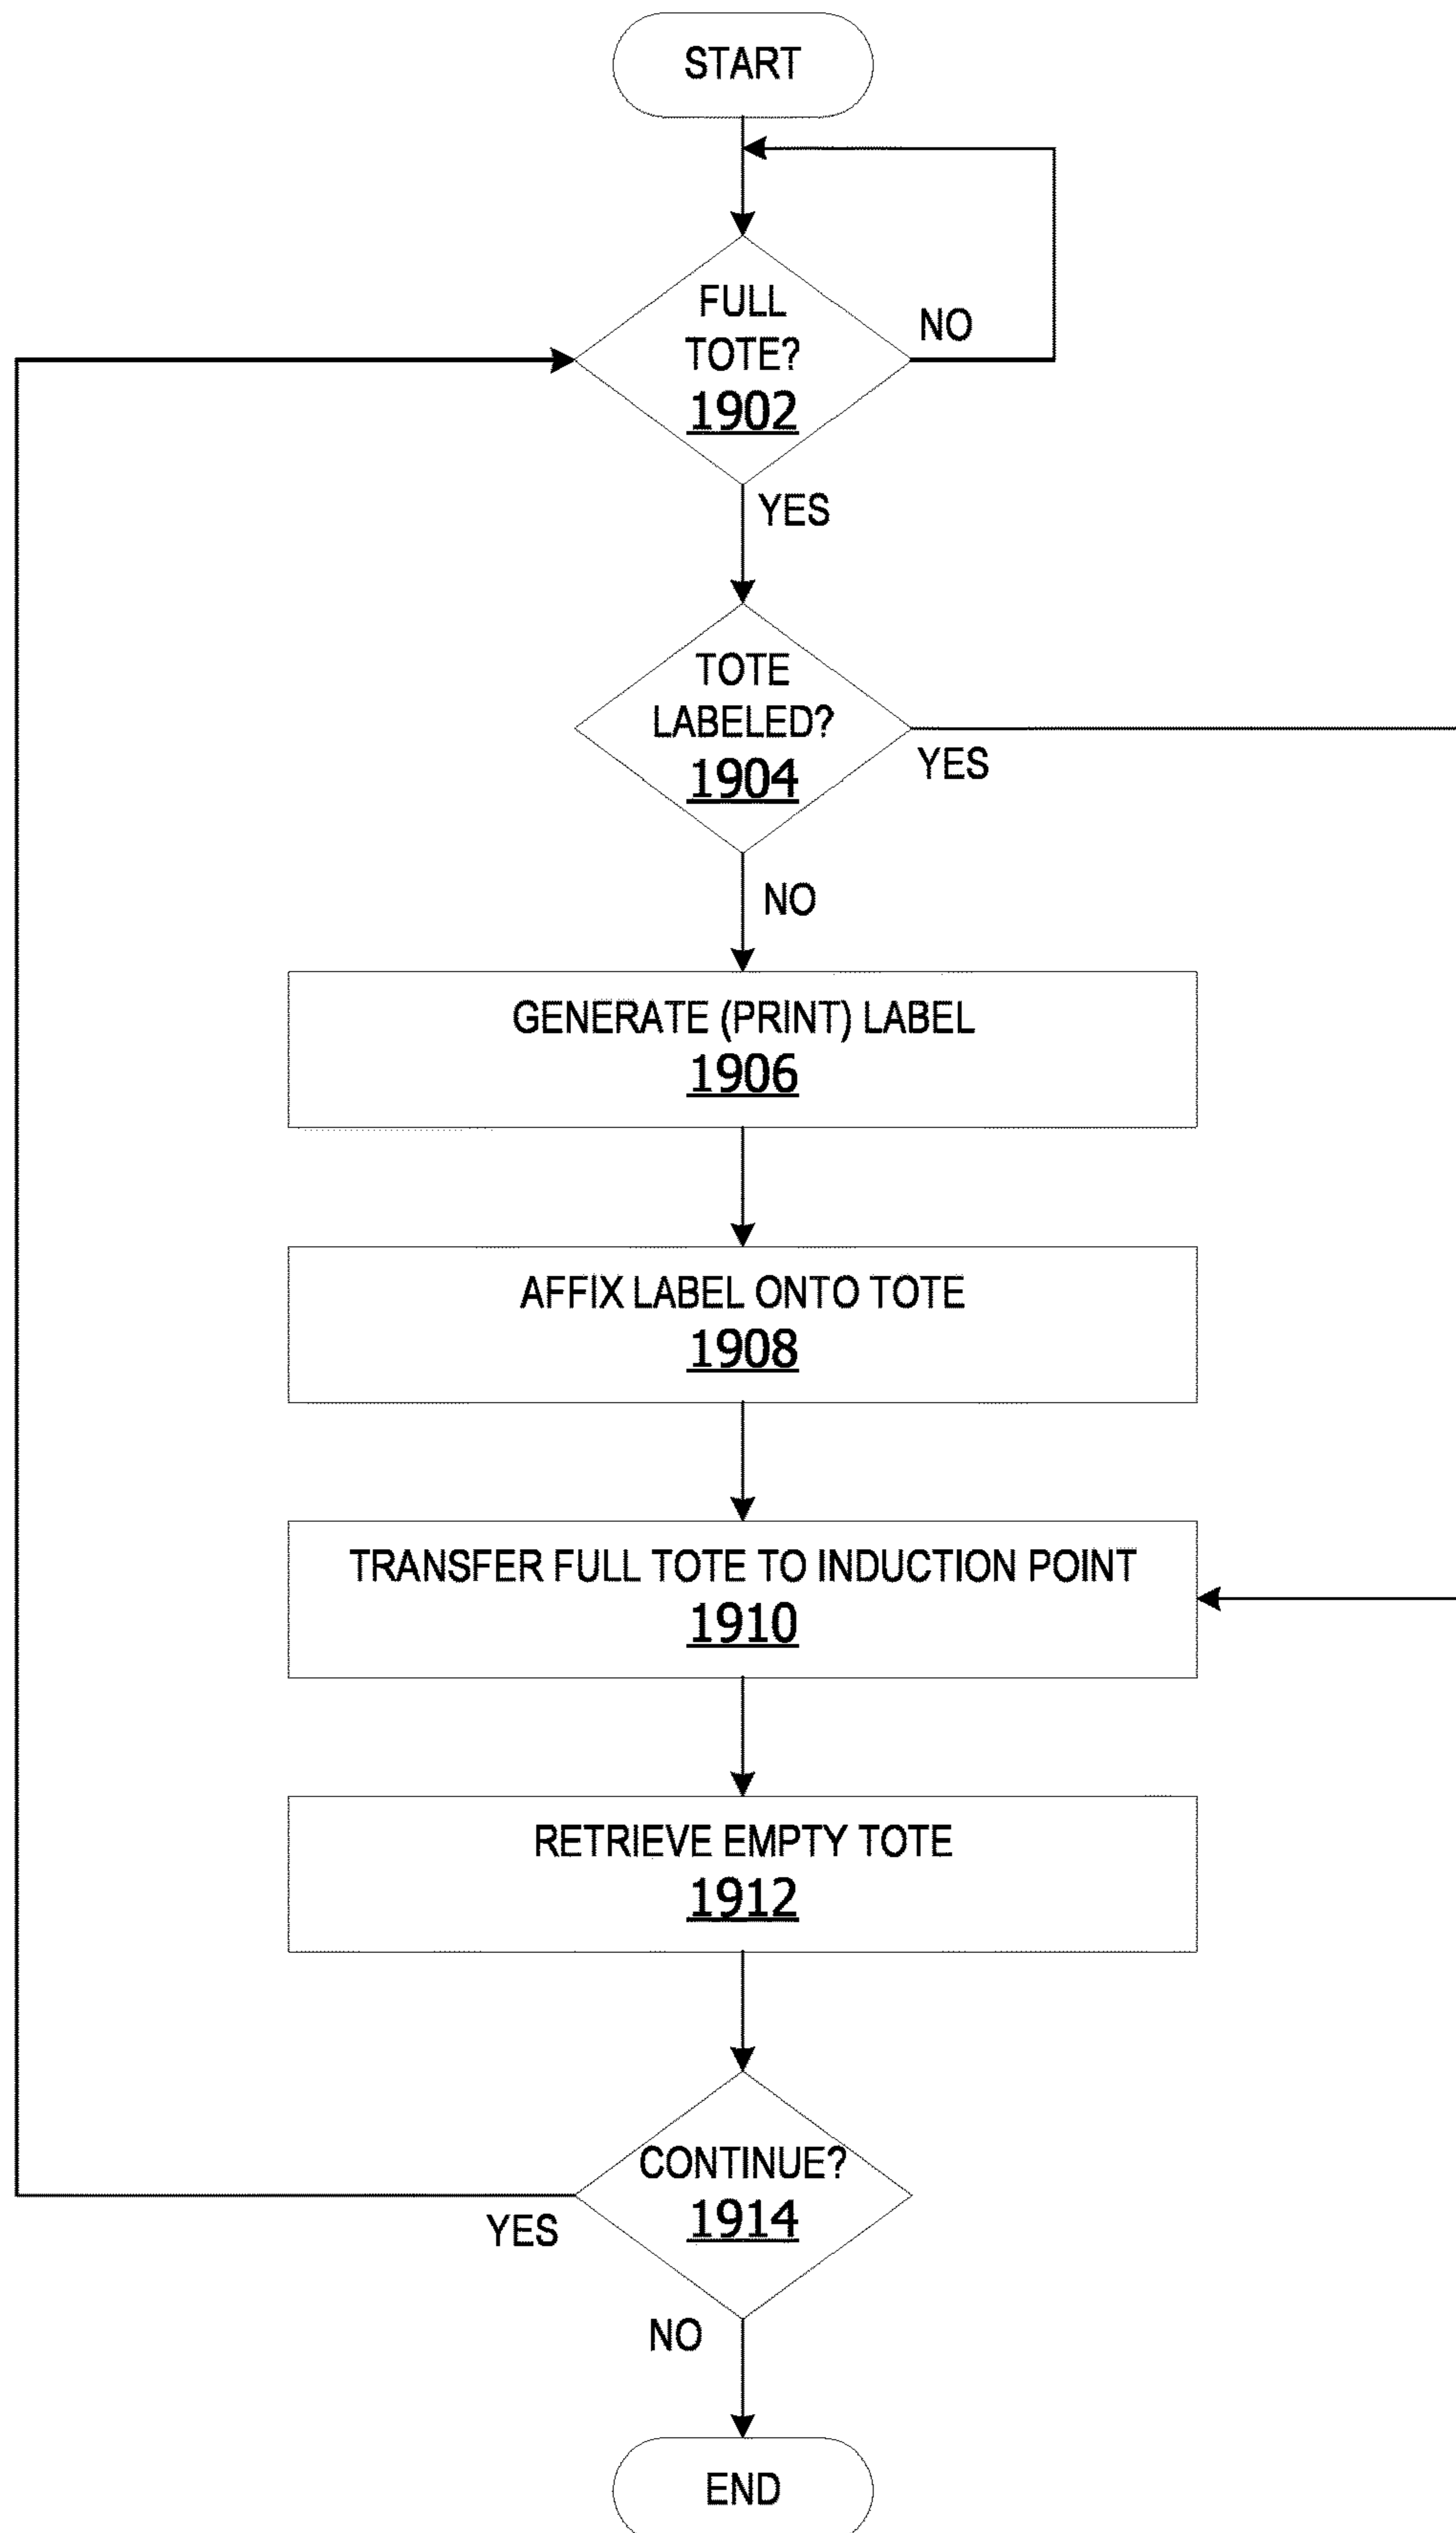 START
FULL
TOTE?
1902
NO
YES
TOTE
LABELED?
1904
YES
NO
GENERATE (PRINT) LABEL
1906
AFFIX LABEL ONTO TOTE
1908
TRANSFER FULL TOTE TO INDUCTION POINT
1910
RETRIEVE EMPTY TOTE
1912
CONTINUE?
1914
YES
NO
END